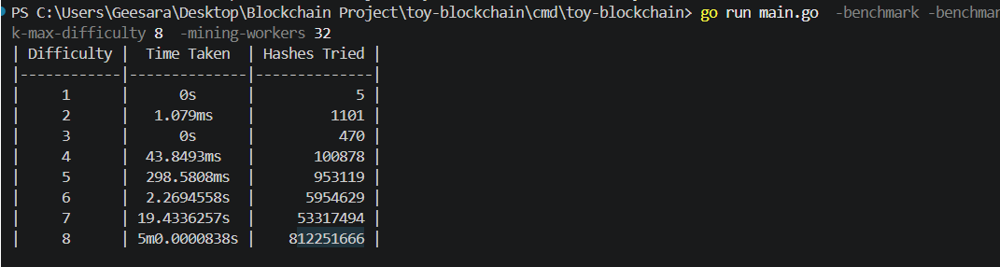 PS C:\Users\Geesara\Desktop\Blockchain Project\toy-blockchain\cmd\toy-blockchain> go run main.go  -benchmark -benchmar
k-max-difficulty 8  -mining-workers 32
| Difficulty |  Time Taken  | Hashes Tried |
|------------|--------------|--------------|
|     1      |      0s      |            5 |
|     2      |   1.079ms    |         1101 |
|     3      |      0s      |          470 |
|     4      |  43.8493ms   |       100878 |
|     5      |  298.5808ms  |       953119 |
|     6      |  2.2694558s  |      5954629 |
|     7      | 19.4336257s  |     53317494 |
|     8      | 5m0.0000838s |    812251666 |